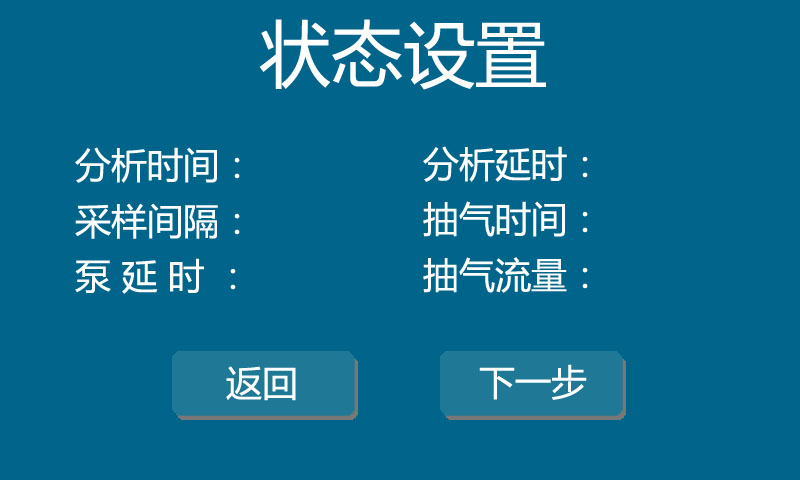 状态设置
分析时间： 分析延时：
采样间隔： 抽气时间：
泵 延 时 ： 抽气流量：
返回 下一步